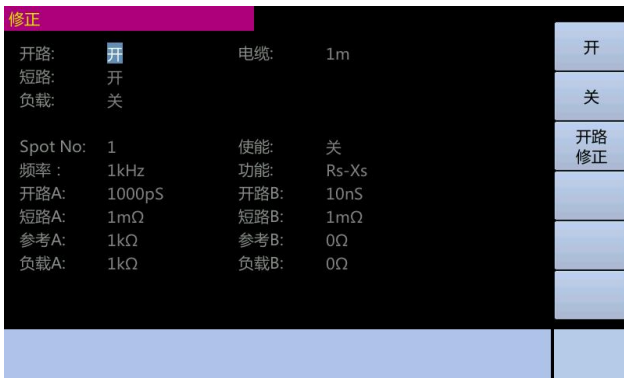 修正
开路: 开 电缆: 1m
短路: 开
负载: 关
Spot No: 1 使能: 关
频率 : 1kHz 功能: Rs-Xs
开路A: 1000pS 开路B: 10nS
短路A: 1mΩ 短路B: 1mΩ
参考A: 1kΩ 参考B: 0Ω
负载A: 1kΩ 负载B: 0Ω
开
关
开路
修正